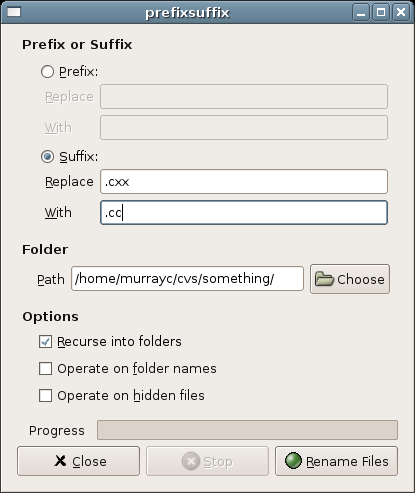 prefixsuffix
Prefix or Suffix
Prefix:
Replace
With
Suffix:
Replace .cxx
With .cc
Folder
Path /home/murrayc/cvs/something/ Choose
Options
Recurse into folders
Operate on folder names
Operate on hidden files
Progress
Close Stop Rename Files